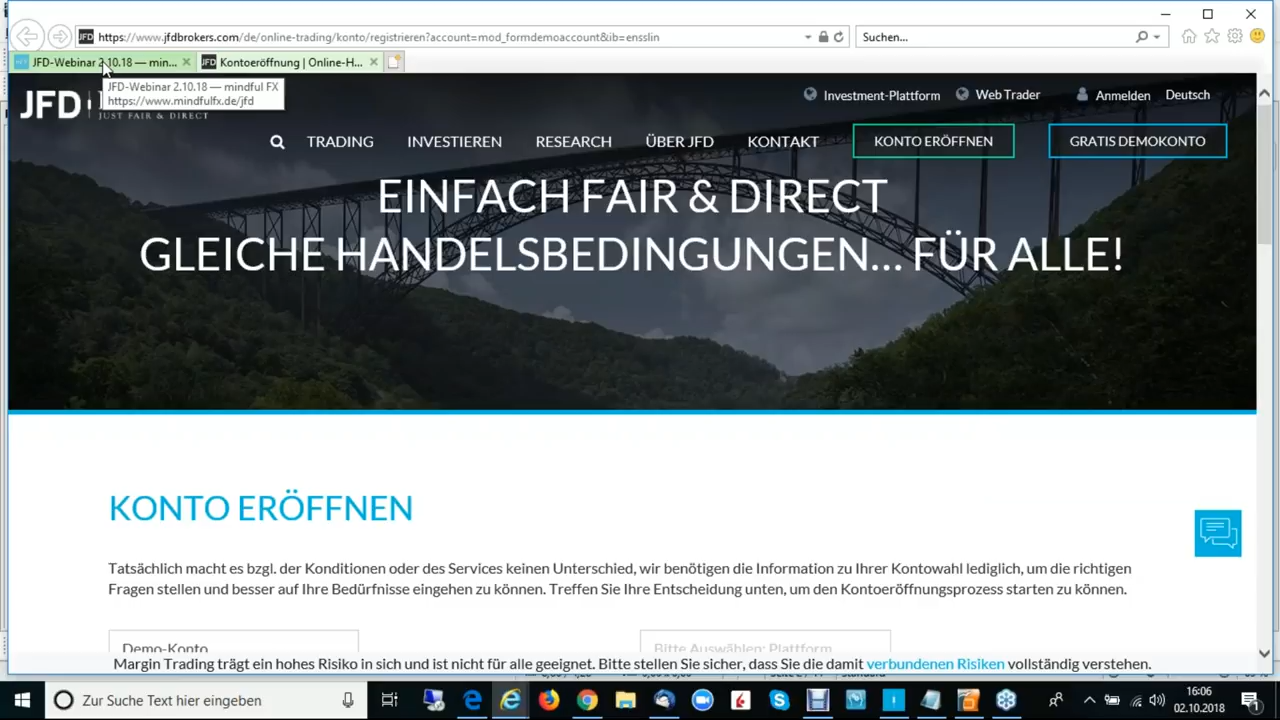 https://www.jfdbrokers.com/de/online-trading/konto/registrieren?account=mod_formdemoaccount&ib=ensslin
Suchen...
JFD-Webinar 2.10.18 — min...
Kontoeröffnung | Online-H...
JFD-Webinar 2.10.18 — mindful FX
https://www.mindfulfx.de/jfd
JFD
JUST FAIR & DIRECT
Investment-Plattform
Web Trader
Anmelden
Deutsch
TRADING
INVESTIEREN
RESEARCH
ÜBER JFD
KONTAKT
KONTO ERÖFFNEN
GRATIS DEMOKONTO
EINFACH FAIR & DIRECT
GLEICHE HANDELSBEDINGUNGEN... FÜR ALLE!
KONTO ERÖFFNEN
Tatsächlich macht es bzgl. der Konditionen oder des Services keinen Unterschied, wir benötigen die Information zu Ihrer Kontowahl lediglich, um die richtigen
Fragen stellen und besser auf Ihre Bedürfnisse eingehen zu können. Treffen Sie Ihre Entscheidung unten, um den Kontoeröffnungsprozess starten zu können.
Demo-Konto
Bitte Auswählen: Plattform
Margin Trading trägt ein hohes Risiko in sich und ist nicht für alle geeignet. Bitte stellen Sie sicher, dass Sie die damit verbundenen Risiken vollständig verstehen.
Zur Suche Text hier eingeben
16:06
02.10.2018